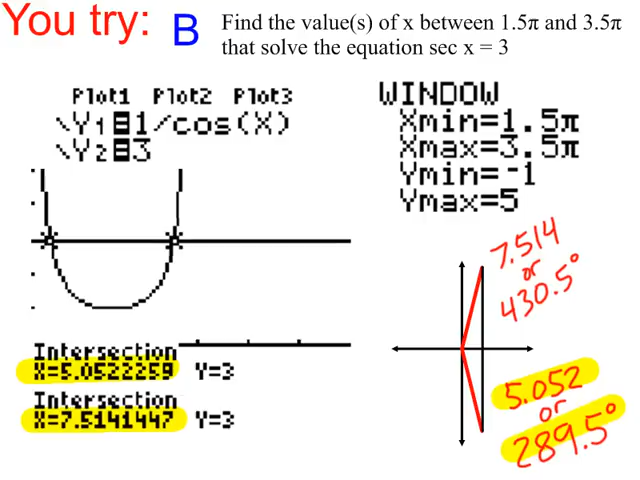 You try:
B
Find the value(s) of x between 1.5π and 3.5π
that solve the equation sec x = 3
Plot1 Plot2 Plot3
\Y1=1/cos(X)
\Y2=3
WINDOW
Xmin=1.5π
Xmax=3.5π
Ymin=-1
Ymax=5
7.514
or
430.5°
Intersection
X=5.0522259 Y=3
Intersection
X=7.5141447 Y=3
5.052
or
289.5°